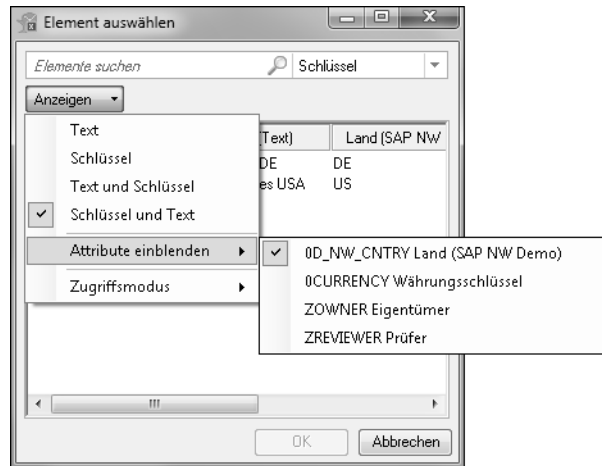 Element auswählen
Elemente suchen
Schlüssel
Anzeigen
Text
Schlüssel
Text und Schlüssel
Schlüssel und Text
Attribute einblenden
Zugriffsmodus
(Text)
Land (SAP NW
DE
DE
es USA
US
0D_NW_CNTRY Land (SAP NW Demo)
0CURRENCY Währungsschlüssel
ZOWNER Eigentümer
ZREVIEWER Prüfer
OK
Abbrechen